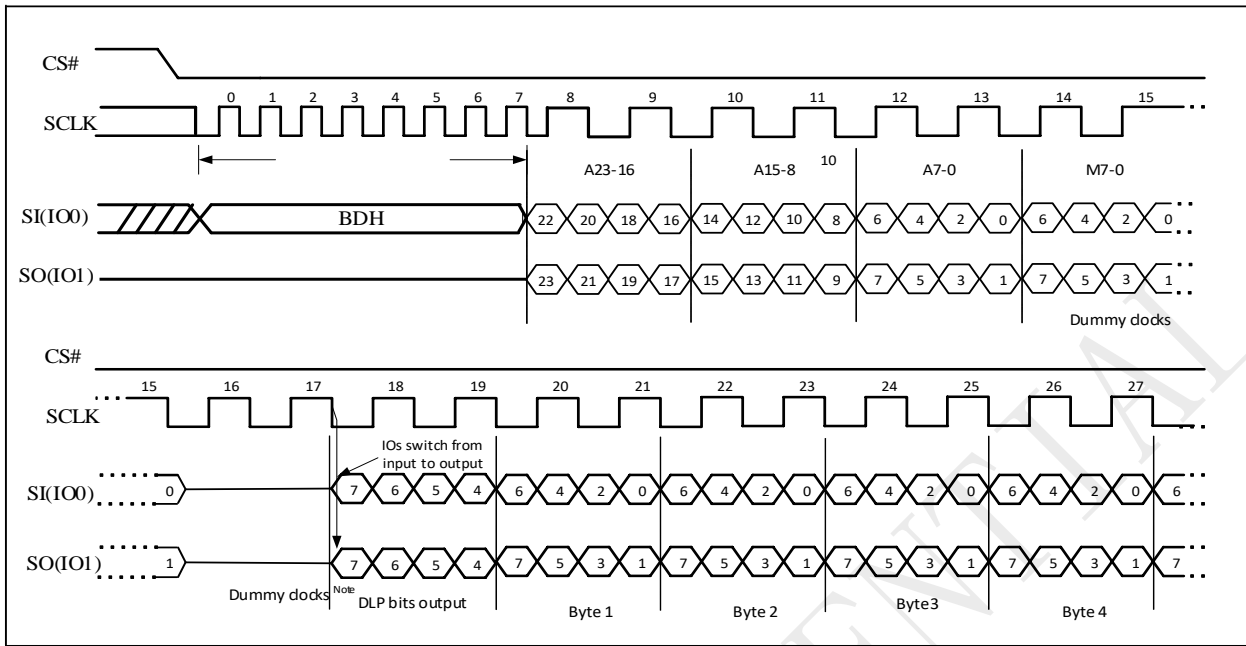 CS#
0 1 2 3 4 5 6 7 8 9 10 11 12 13 14 15
SCLK
A23-16 A15-8 10 A7-0 M7-0
SI(IO0) BDH 22 20 18 16 14 12 10 8 6 4 2 0 6 4 2 0
SO(IO1) 23 21 19 17 15 13 11 9 7 5 3 1 7 5 3 1
Dummy clocks
CS#
15 16 17 18 19 20 21 22 23 24 25 26 27
SCLK
IOs switch from
input to output
SI(IO0) 0 7 6 5 4 6 4 2 0 6 4 2 0 6 4 2 0 6 4 2 0 6
SO(IO1) 1 7 6 5 4 7 5 3 1 7 5 3 1 7 5 3 1 7 5 3 1 7
Dummy clocks Note DLP bits output Byte 1 Byte 2 Byte3 Byte 4
ENTIAL